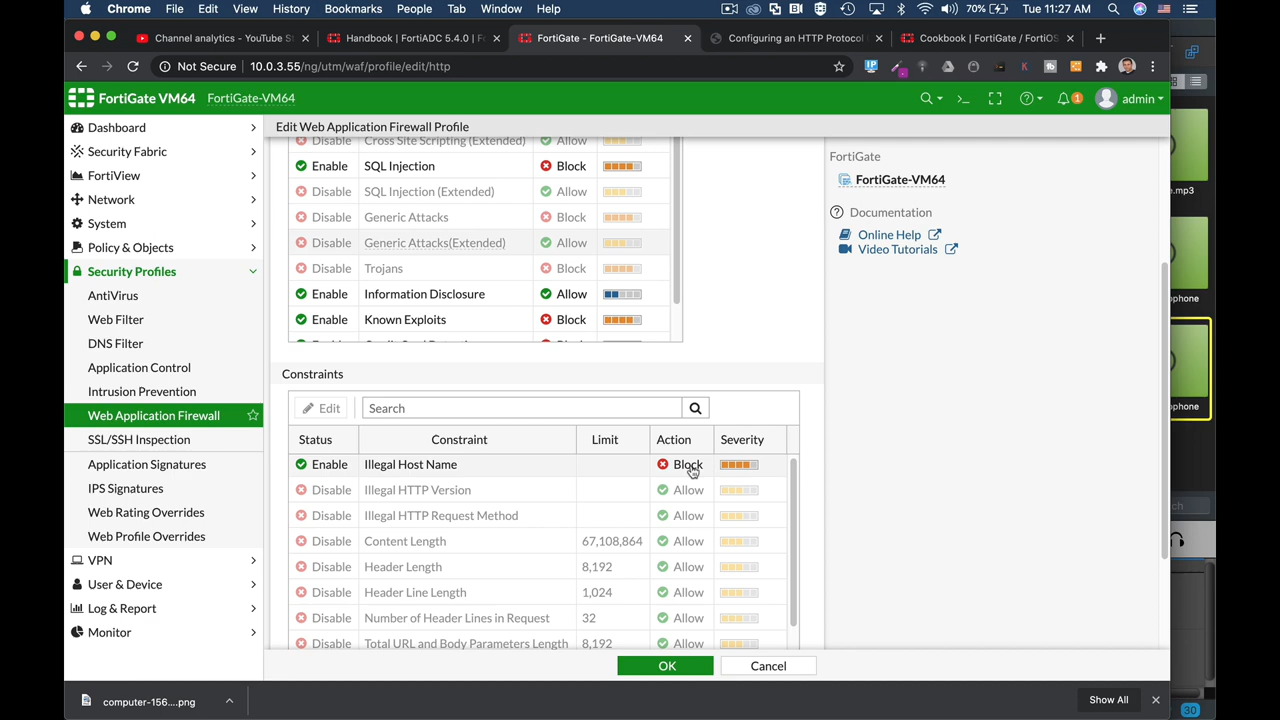 Chrome File Edit View History Bookmarks People Tab Window Help 70% Tue 11:27 AM
Channel analytics - YouTube S Handbook | FortiADC 5.4.0 | F FortiGate - FortiGate-VM64 Configuring an HTTP Protocol Cookbook | FortiGate / FortiOS
Not Secure | 10.0.3.55/ng/utm/waf/profile/edit/http
FortiGate VM64 FortiGate-VM64 1 admin
Dashboard
Security Fabric
FortiView
Network
System
Policy & Objects
Security Profiles
AntiVirus
Web Filter
DNS Filter
Application Control
Intrusion Prevention
Web Application Firewall
SSL/SSH Inspection
Application Signatures
IPS Signatures
Web Rating Overrides
Web Profile Overrides
VPN
User & Device
Log & Report
Monitor
Edit Web Application Firewall Profile
Disable Cross Site Scripting (Extended) Allow
Enable SQL Injection Block
Disable SQL Injection (Extended) Allow
Disable Generic Attacks Block
Disable Generic Attacks(Extended) Allow
Disable Trojans Block
Enable Information Disclosure Allow
Enable Known Exploits Block
Constraints
Edit Search
Status Constraint Limit Action Severity
Enable Illegal Host Name Block
Disable Illegal HTTP Version Allow
Disable Illegal HTTP Request Method Allow
Disable Content Length 67,108,864 Allow
Disable Header Length 8,192 Allow
Disable Header Line Length 1,024 Allow
Disable Number of Header Lines in Request 32 Allow
Disable Total URL and Body Parameters Length 8,192 Allow
OK Cancel
FortiGate
FortiGate-VM64
Documentation
Online Help
Video Tutorials
e.mp3
phone
phone
ch
computer-156....png Show All
30